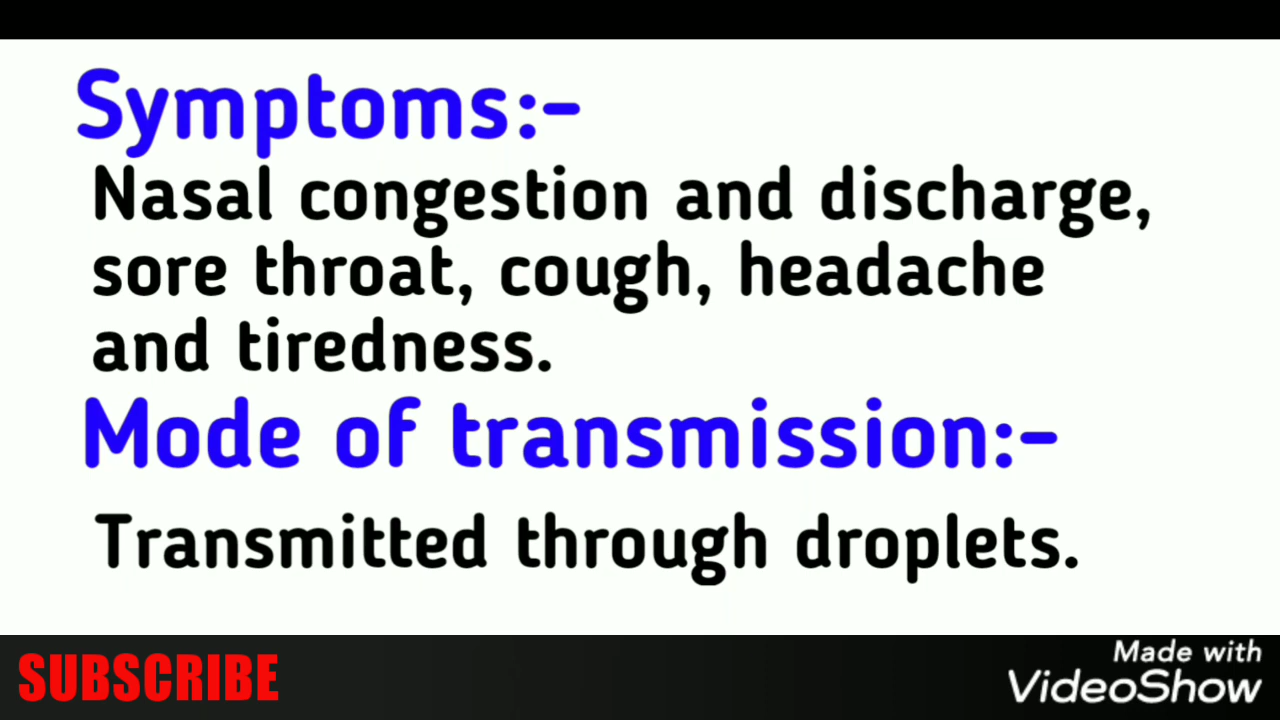 Symptoms:-
Nasal congestion and discharge,
sore throat, cough, headache
and tiredness.
Mode of transmission:-
Transmitted through droplets.
SUBSCRIBE
Made with
VideoShow